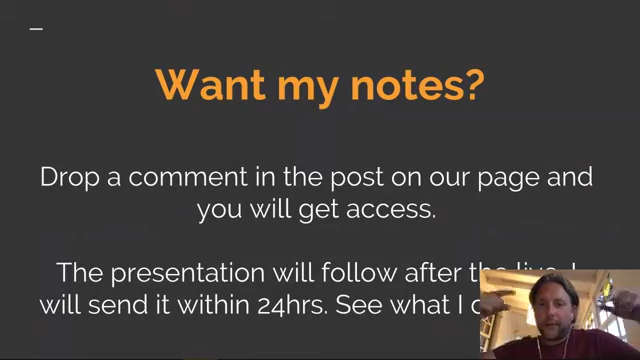 Want my notes?
Drop a comment in the post on our page and
you will get access.
The presentation will follow after the live. I
will send it within 24hrs. See what I